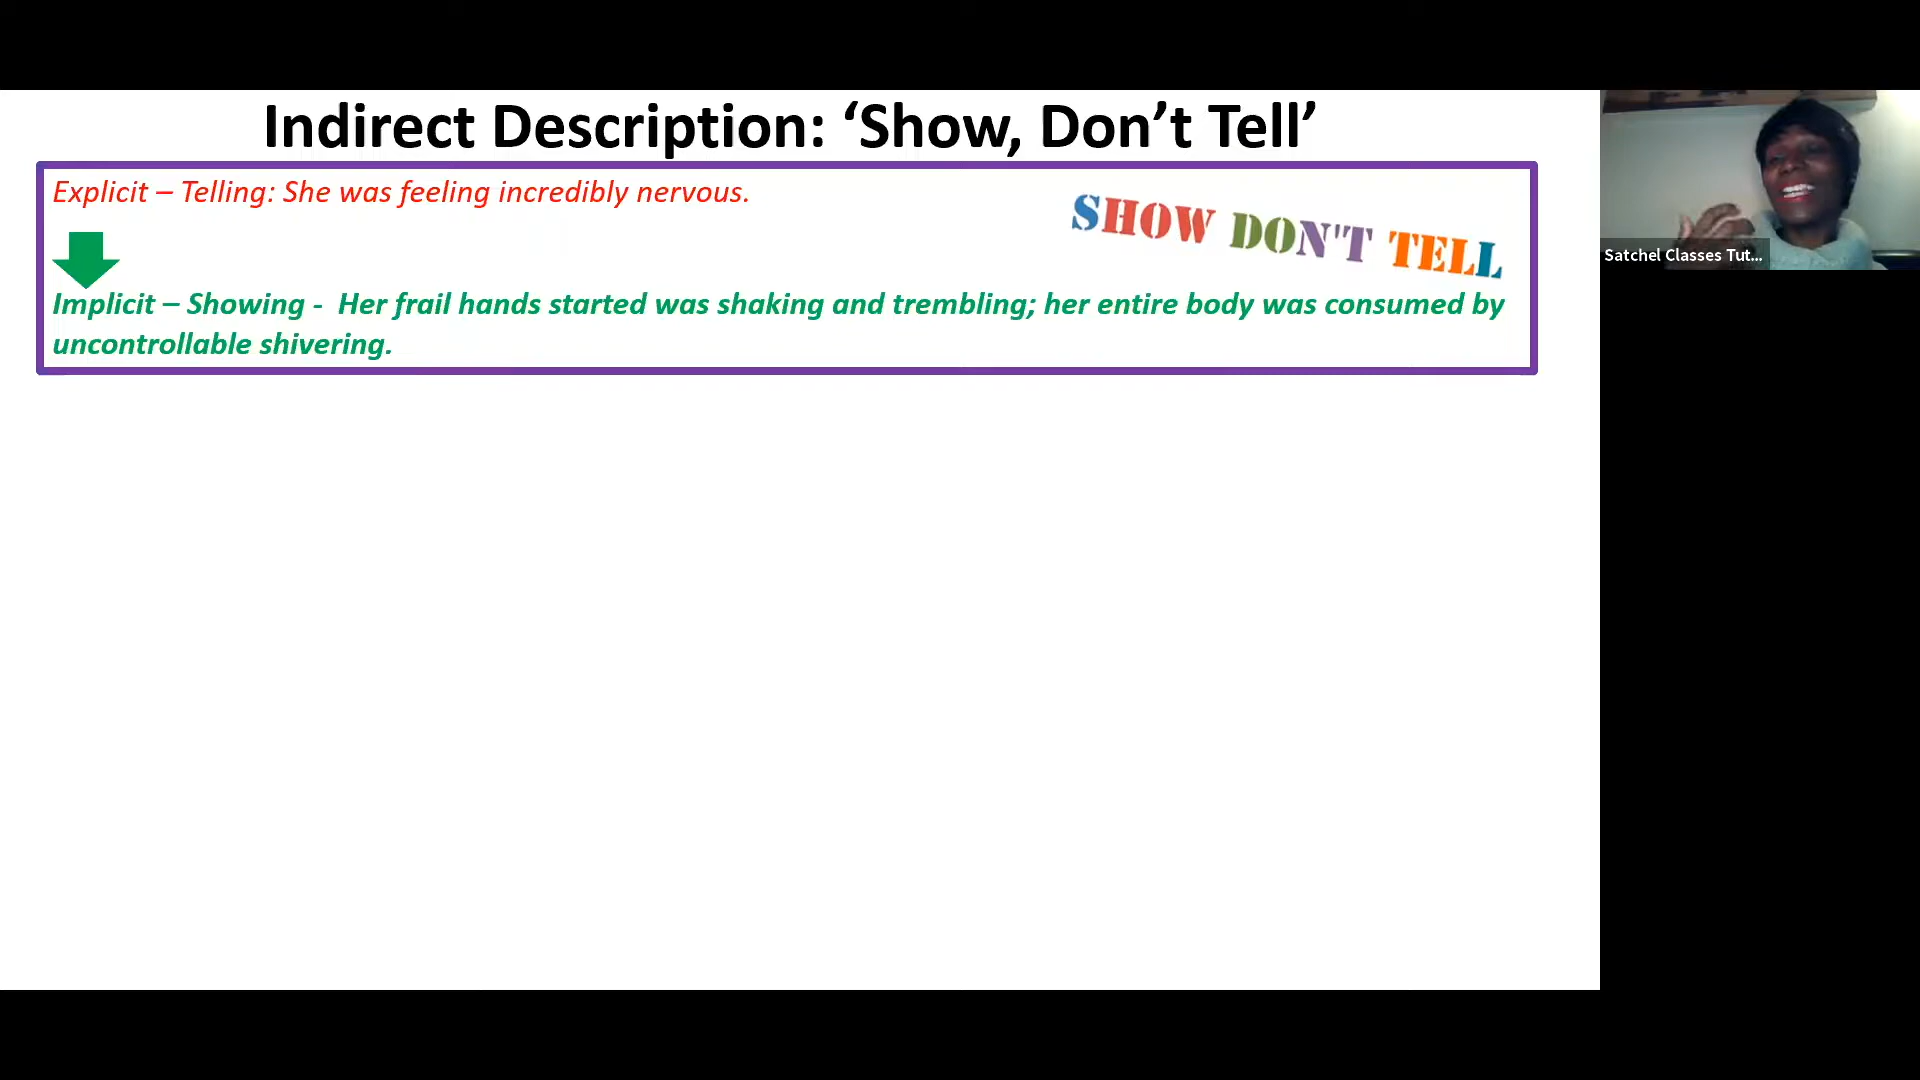 Indirect Description: ‘Show, Don’t Tell’
Explicit – Telling: She was feeling incredibly nervous.
SHOW DON'T TELL
Implicit – Showing - Her frail hands started was shaking and trembling; her entire body was consumed by
uncontrollable shivering.
Satchel Classes Tut...